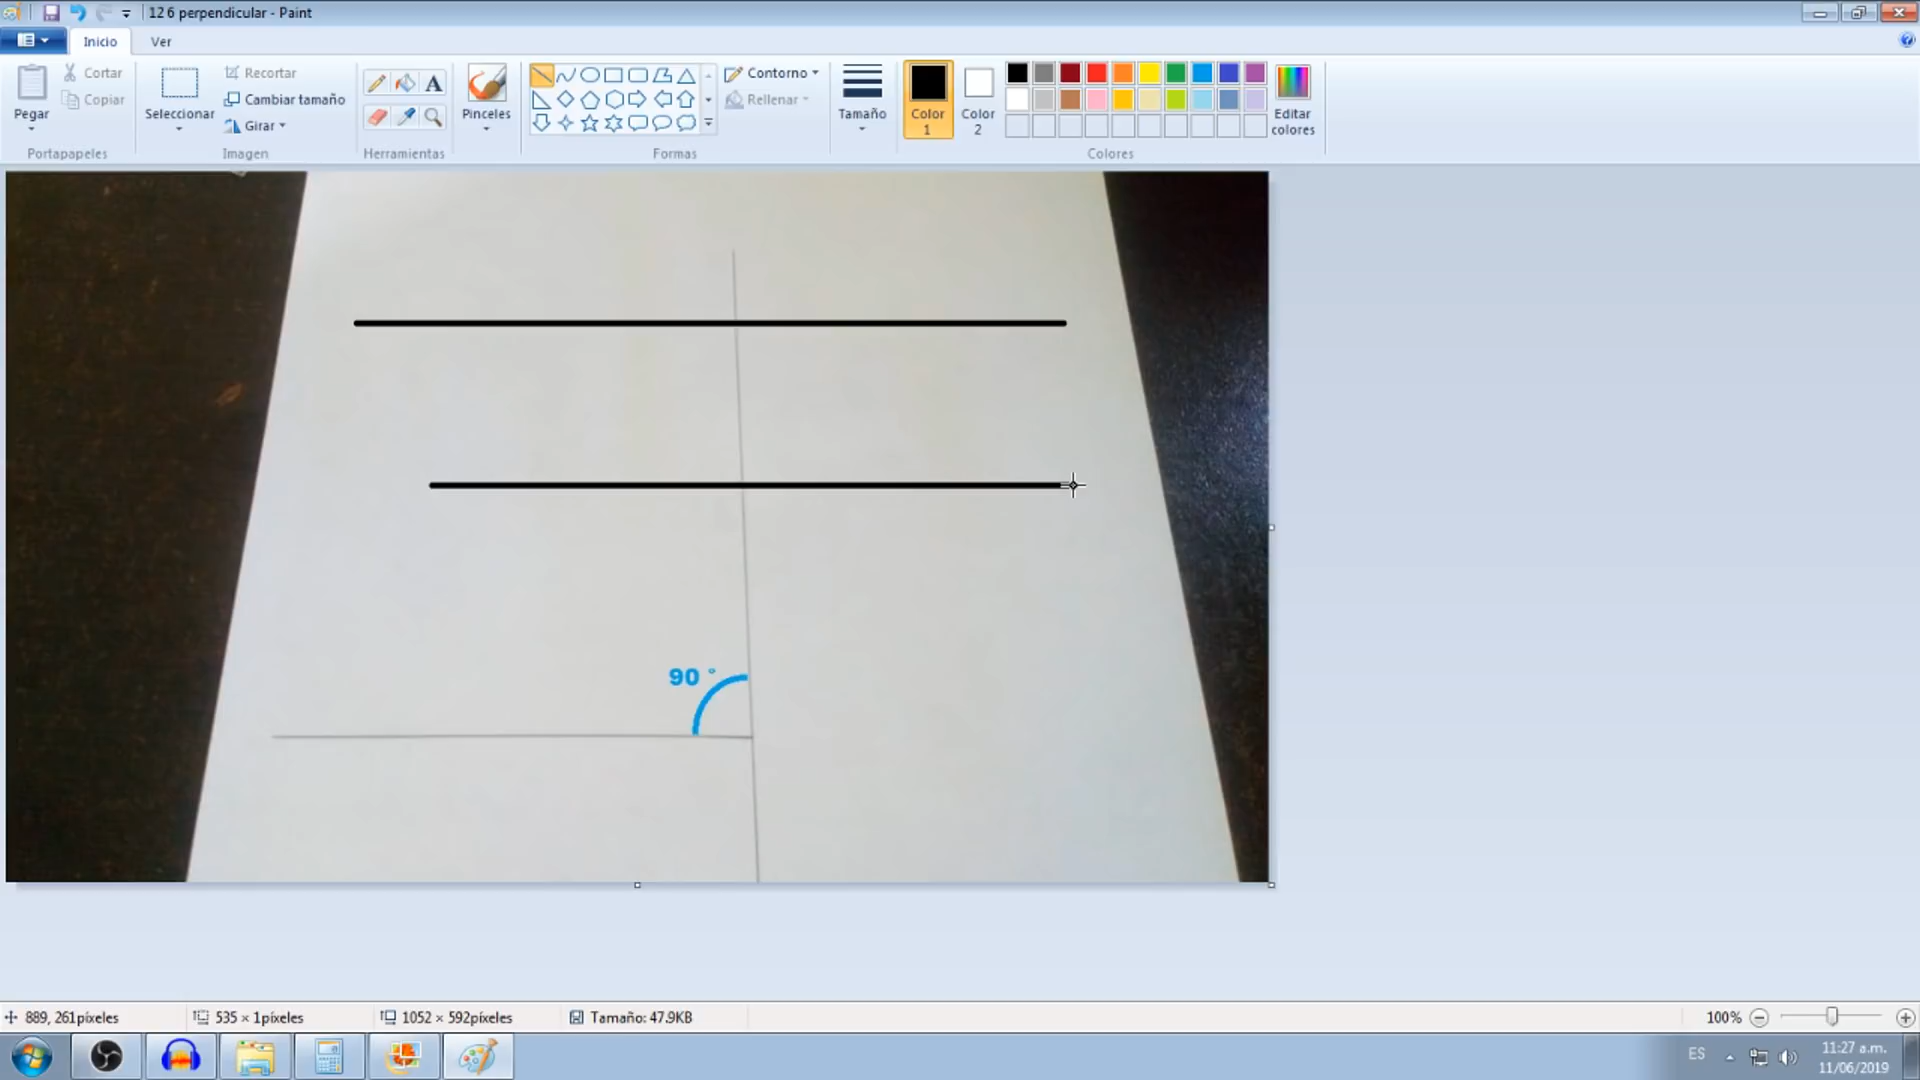 12 6 perpendicular - Paint
Inicio
Ver
Pegar
Cortar
Copiar
Portapapeles
Seleccionar
Recortar
Cambiar tamaño
Girar
Imagen
A
Herramientas
Pinceles
Contorno
Rellenar
Formas
Tamaño
Color
1
Color
2
Editar
colores
Colores
90 °
889, 261píxeles
535 × 1píxeles
1052 × 592píxeles
Tamaño: 47.9KB
100%
ES
11:27 a.m.
11/06/2019